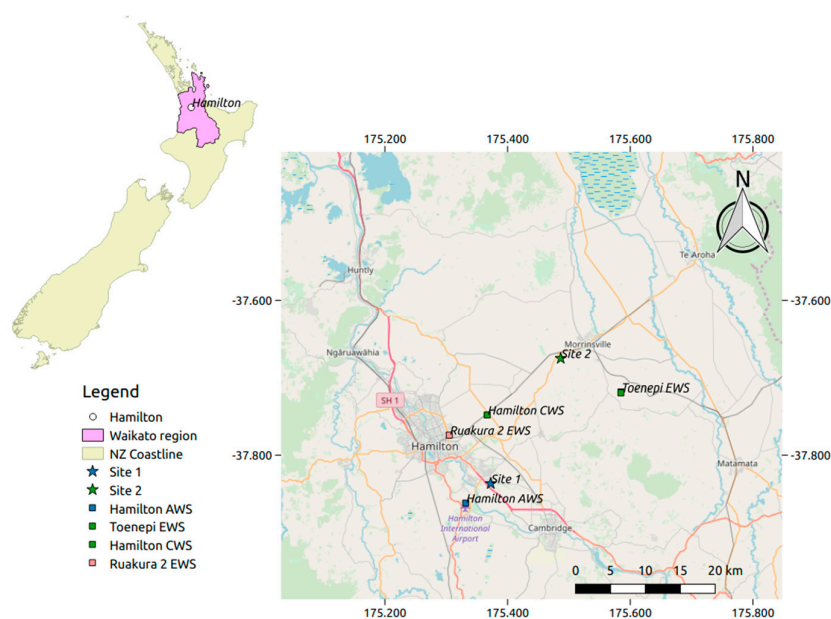 Hamilton
Legend
Hamilton
Waikato region
NZ Coastline
Site 1
Site 2
Hamilton AWS
Toenepi EWS
Hamilton CWS
Ruakura 2 EWS
175.200 175.400 175.600 175.800
N
Te Aroha
Huntly
-37.600 -37.600
Morrinsville
Ngāruawāhia
Site 2
Toenepi EWS
SH 1
Hamilton CWS
Ruakura 2 EWS
Hamilton
-37.800 -37.800
Matamata
Site 1
Hamilton AWS
Hamilton
International
Airport
Cambridge
0 5 10 15 20 km
175.200 175.400 175.600 175.800